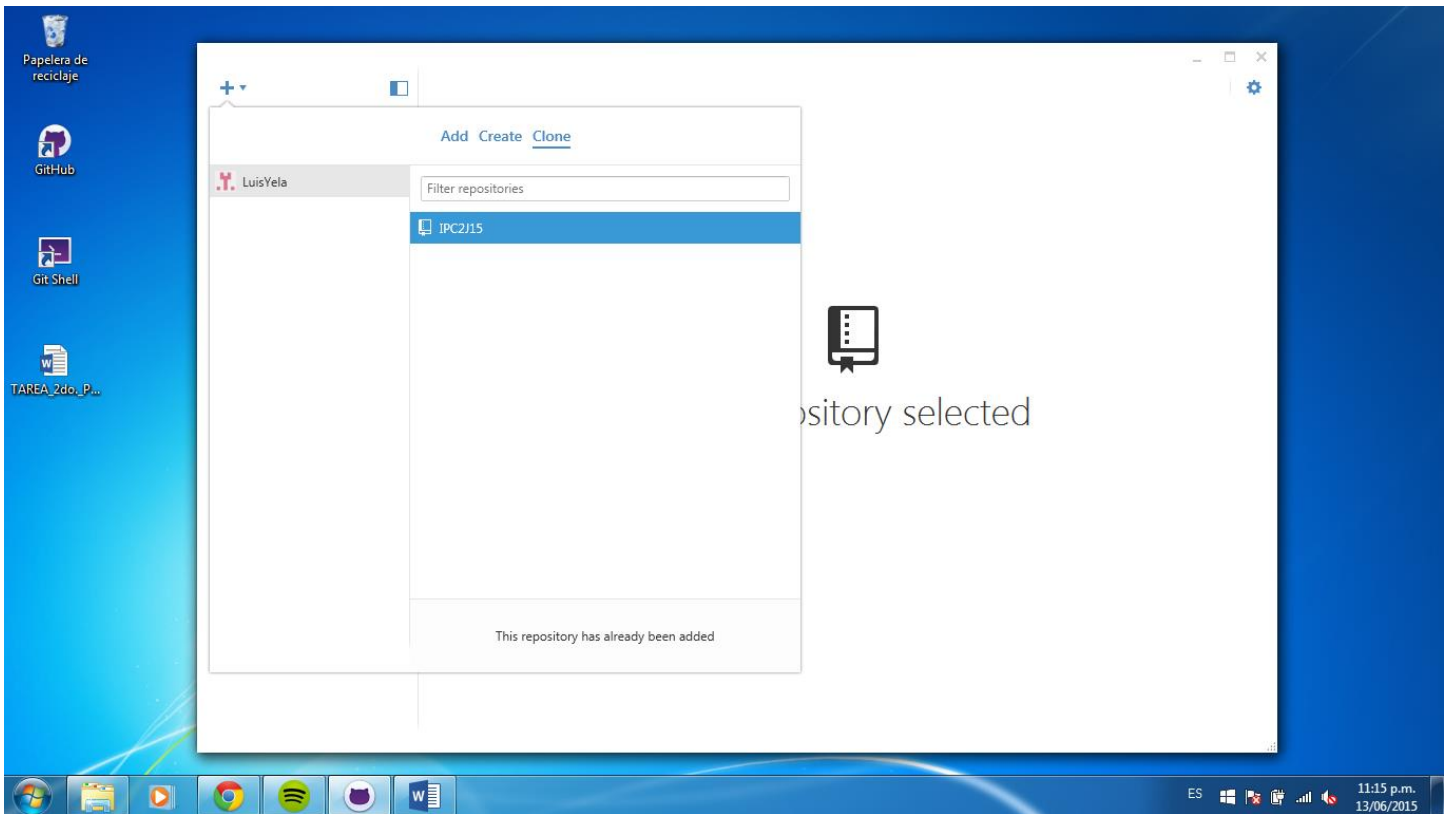 Papelera de
reciclaje
GitHub
Git Shell
TAREA_2do._P...
Add Create Clone
LuisYela
Filter repositories
IPC2J15
selected
This repository has already been added
ES
11:15 p.m.
13/06/2015